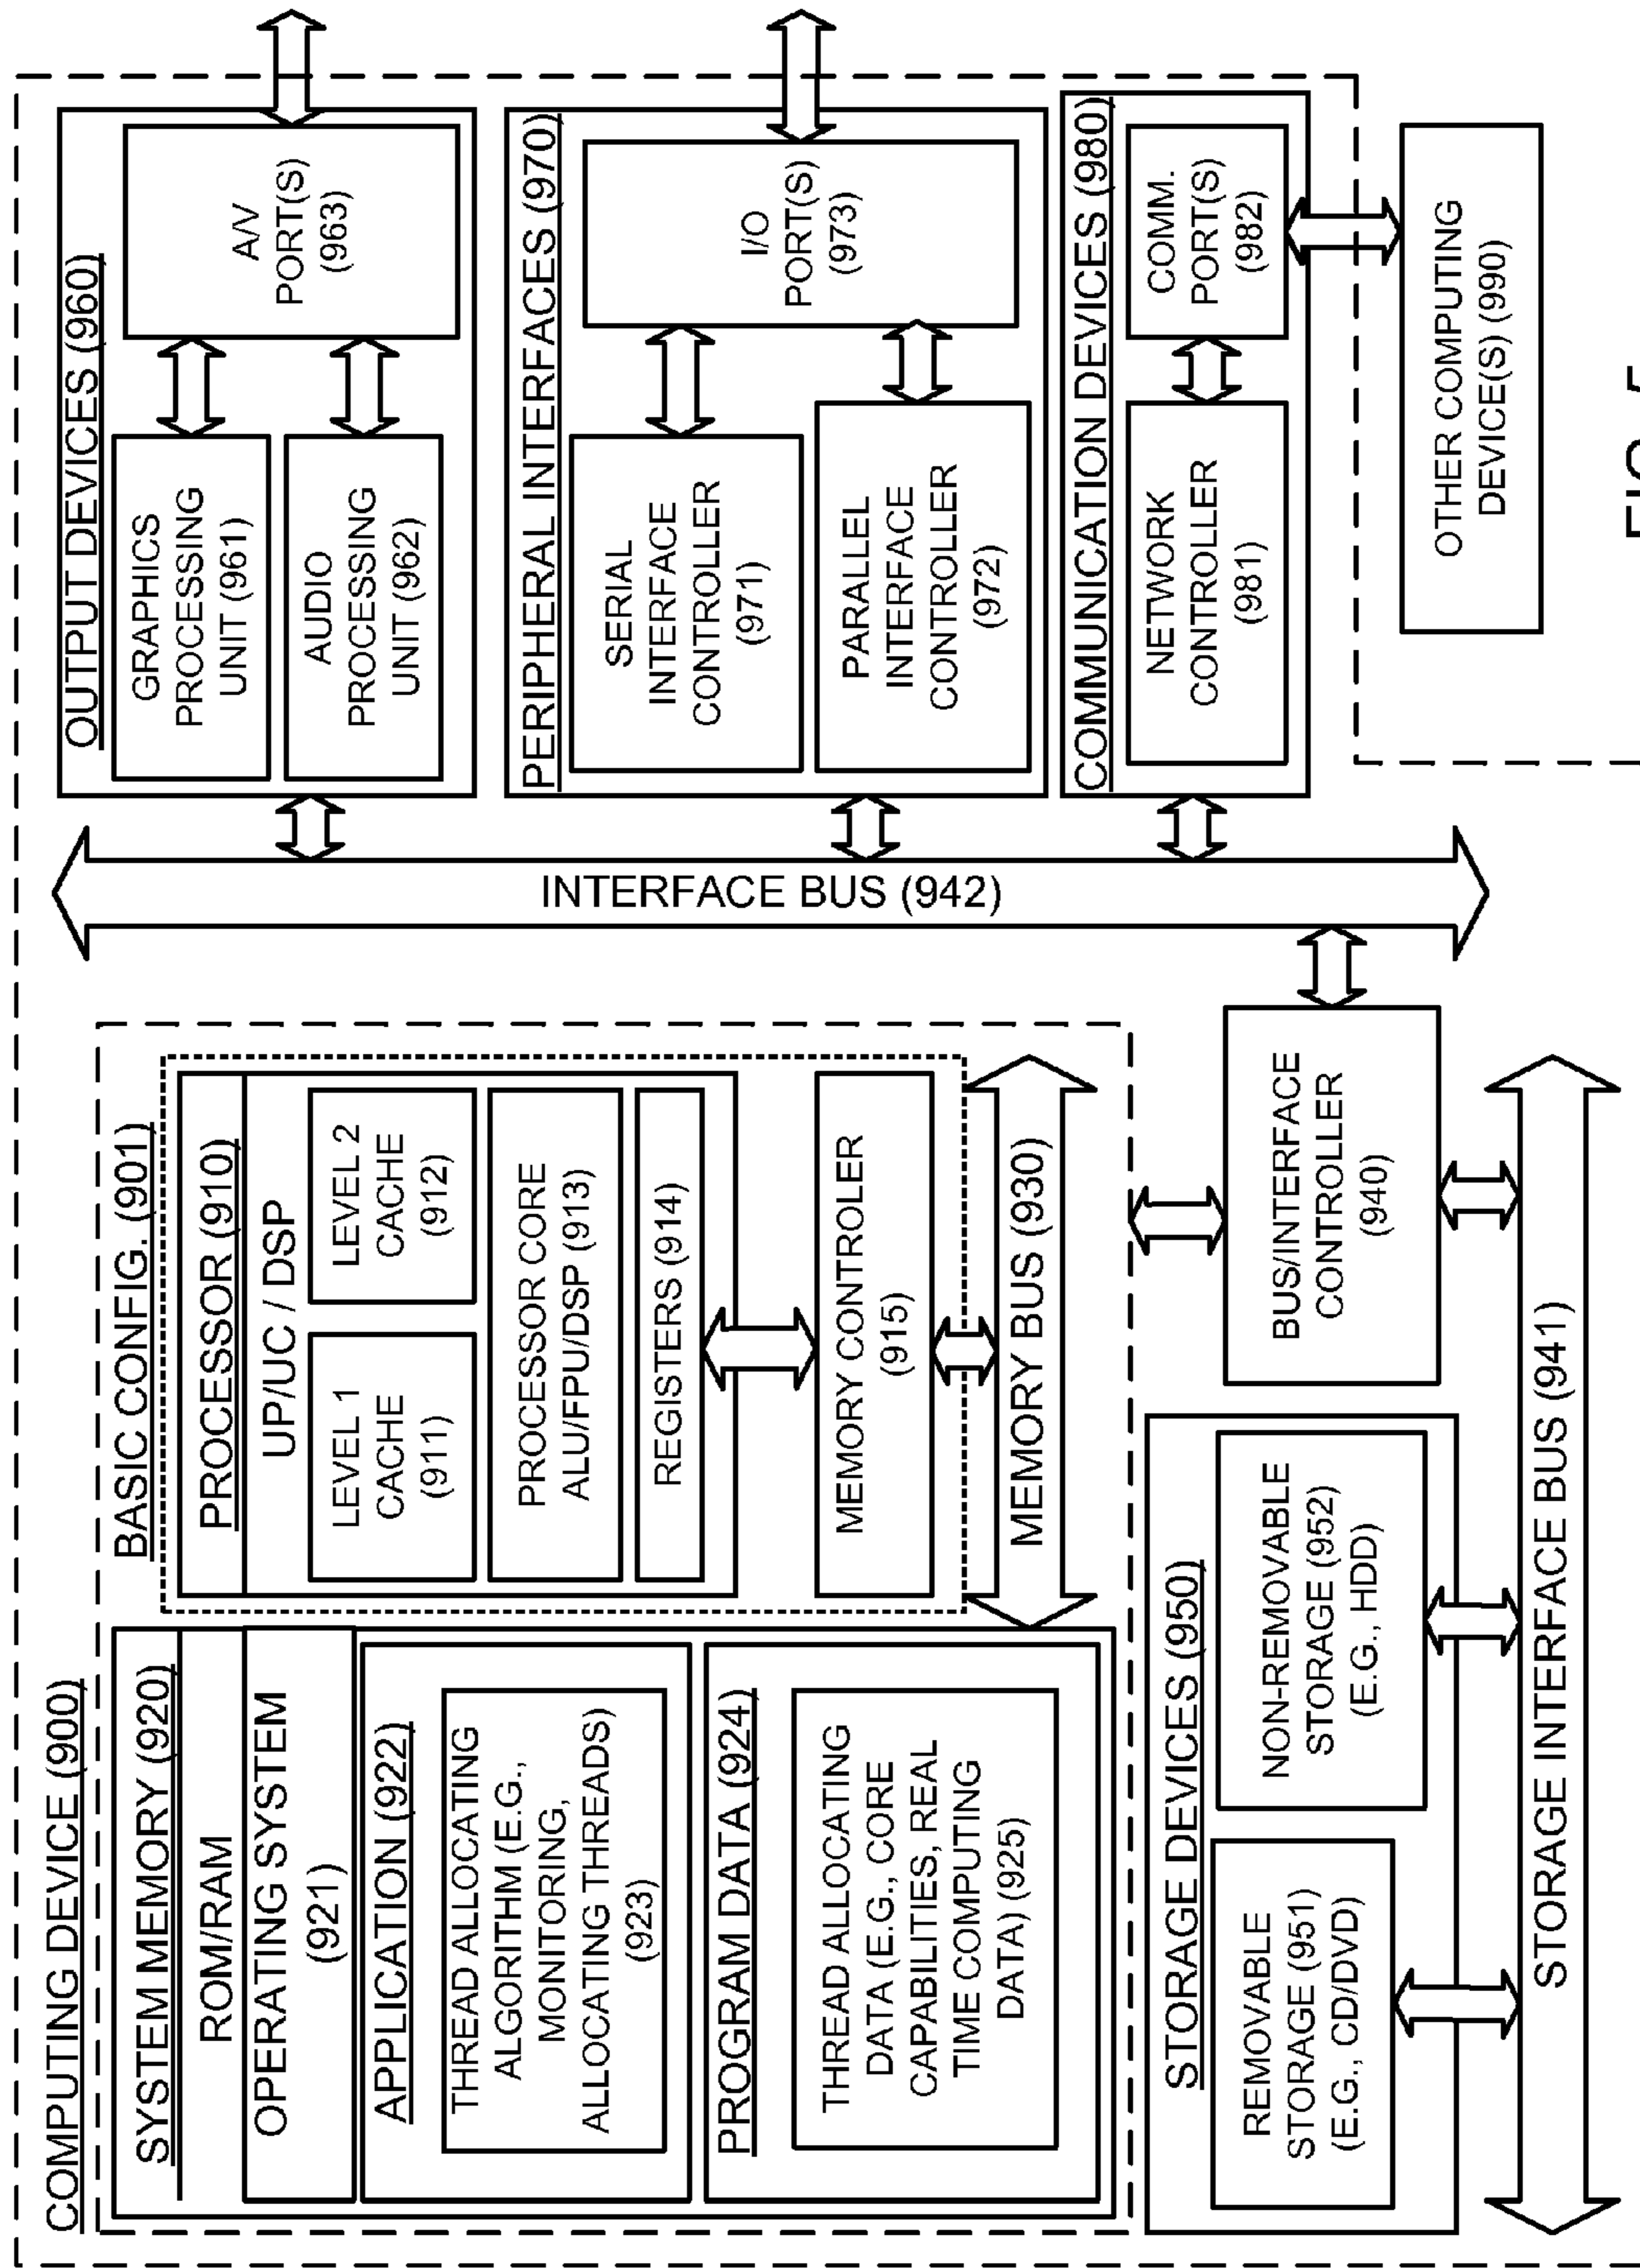 COMPUTING DEVICE (900)
BASIC CONFIG. (901)
SYSTEM MEMORY (920)
ROM/RAM
OPERATING SYSTEM
(921)
APPLICATION (922)
THREAD ALLOCATING
ALGORITHM (E.G.,
MONITORING,
ALLOCATING THREADS)
(923)
PROGRAM DATA (924)
THREAD ALLOCATING
DATA (E.G., CORE
CAPABILITIES, REAL
TIME COMPUTING
DATA) (925)
PROCESSOR (910)
UP/UC / DSP
LEVEL 1
CACHE
(911)
LEVEL 2
CACHE
(912)
PROCESSOR CORE
ALU/FPU/DSP (913)
REGISTERS (914)
MEMORY CONTROLER
(915)
MEMORY BUS (930)
BUS/INTERFACE
CONTROLLER
(940)
STORAGE DEVICES (950)
REMOVABLE
STORAGE (951)
(E.G., CD/DVD)
NON-REMOVABLE
STORAGE (952)
(E.G., HDD)
STORAGE INTERFACE BUS (941)
INTERFACE BUS (942)
OUTPUT DEVICES (960)
GRAPHICS
PROCESSING
UNIT (961)
AUDIO
PROCESSING
UNIT (962)
A/V
PORT(S)
(963)
PERIPHERAL INTERFACES (970)
SERIAL
INTERFACE
CONTROLLER
(971)
PARALLEL
INTERFACE
CONTROLLER
(972)
I/O
PORT(S)
(973)
COMMUNICATION DEVICES (980)
NETWORK
CONTROLLER
(981)
COMM.
PORT(S)
(982)
OTHER COMPUTING
DEVICE(S) (990)